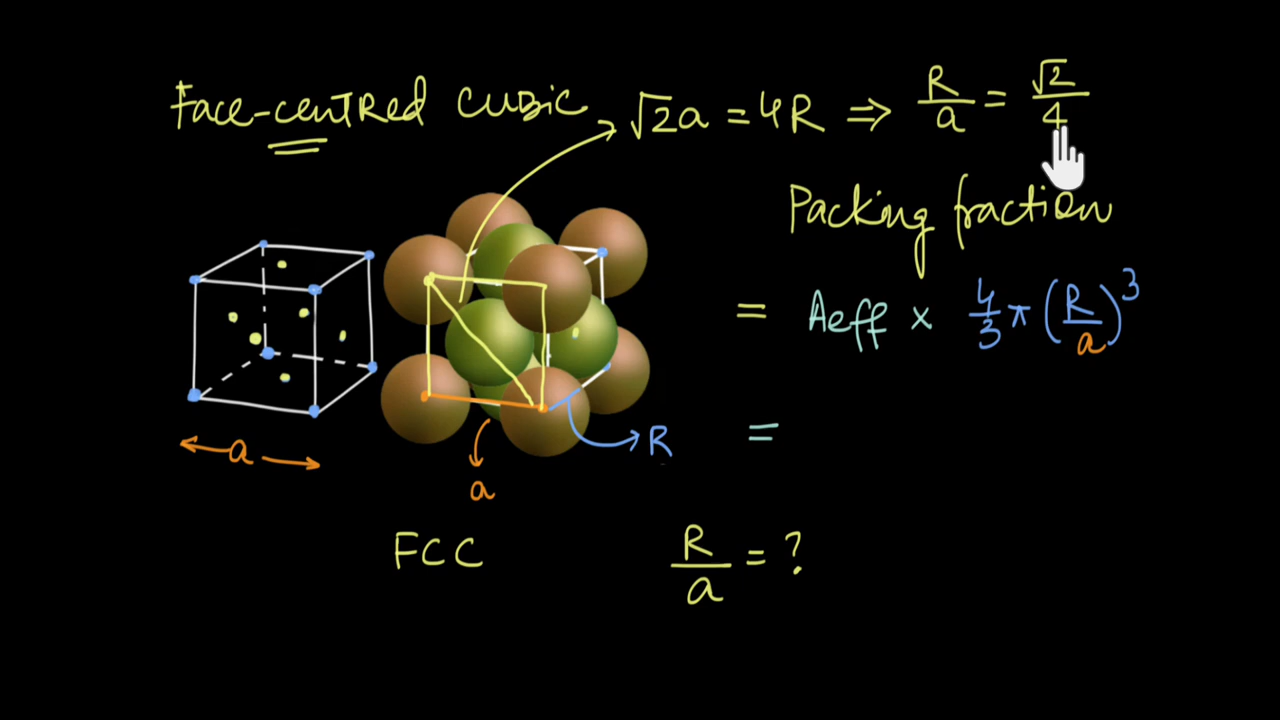 Face-centred cubic
√2a = 4R ⇒ R/a = √2/4
Packing fraction
= Aeff × 4/3 π (R/a)³
=
R
a
a
FCC
R/a = ?